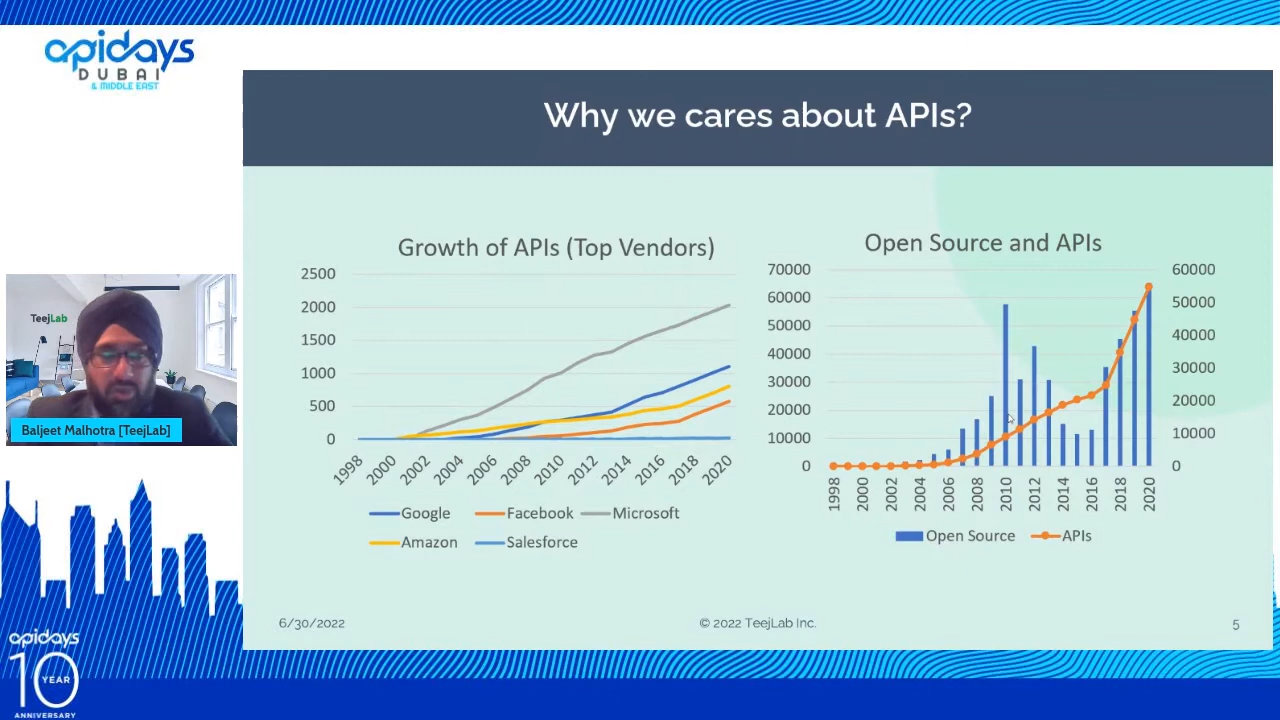 apidays
DUBAI
& MIDDLE EAST
Why we cares about APIs?
Growth of APIs (Top Vendors)
2500
2000
1500
1000
500
0
1998
2000
2002
2004
2006
2008
2010
2012
2014
2016
2018
2020
Google
Facebook
Microsoft
Amazon
Salesforce
Open Source and APIs
70000
60000
50000
40000
30000
20000
10000
0
60000
50000
40000
30000
20000
10000
0
1998
2000
2002
2004
2006
2008
2010
2012
2014
2016
2018
2020
Open Source
APIs
TeejLab
Baljeet Malhotra [TeejLab]
6/30/2022
© 2022 TeejLab Inc.
5
apidays
10
YEAR
ANNIVERSARY